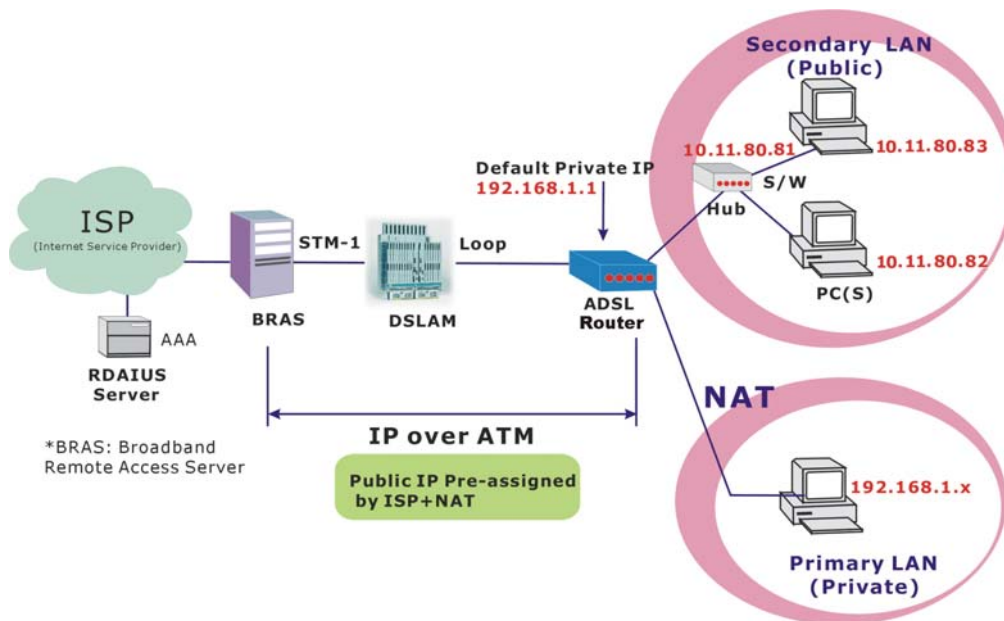 Secondary LAN
(Public)
10.11.80.81
10.11.80.83
Default Private IP
192.168.1.1
S/W
Hub
ISP
(Internet Service Provider)
STM-1
Loop
10.11.80.82
PC(S)
BRAS
DSLAM
ADSL
Router
AAA
RDAIUS
Server
NAT
*BRAS: Broadband
Remote Access Server
IP over ATM
Public IP Pre-assigned
by ISP+NAT
192.168.1.x
Primary LAN
(Private)